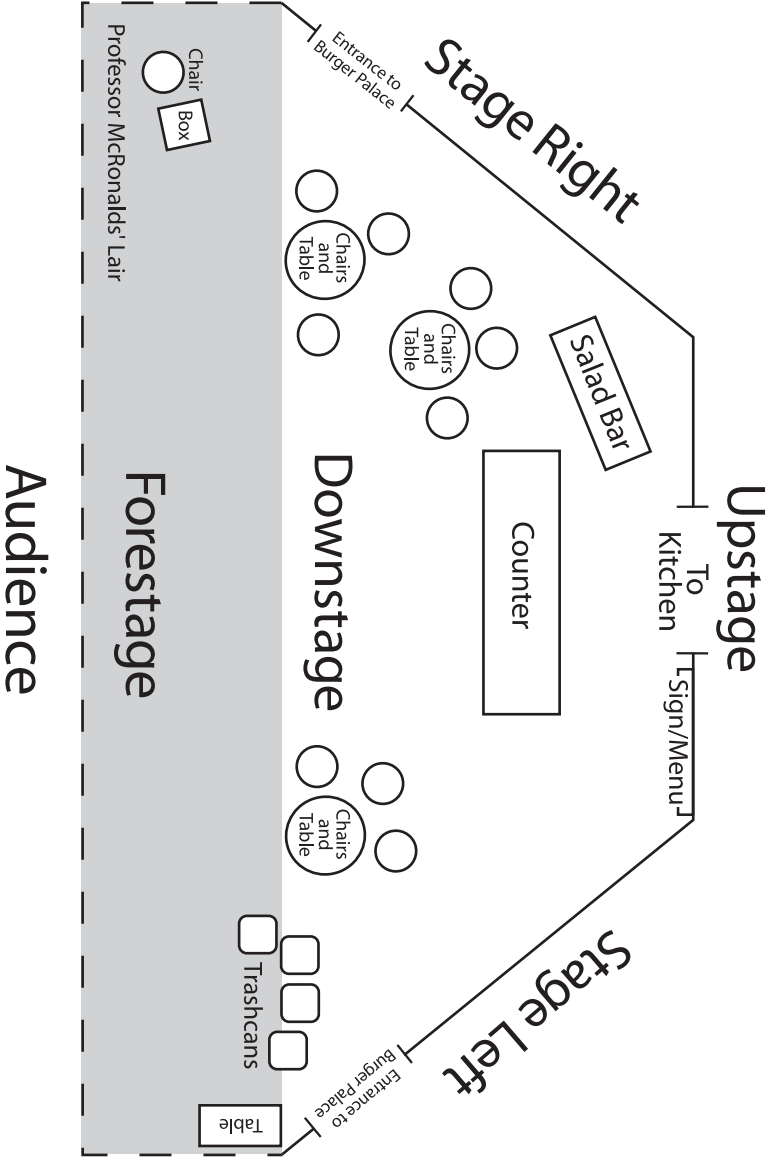 Upstage
To
Kitchen
Sign/Menu
Stage Right
Salad Bar
Counter
Stage Left
Entrance to
Burger Palace
Chairs
and
Table
Chairs
and
Table
Downstage
Chairs
and
Table
Entrance to
Burger Palace
Chair
Box
Professor McRonalds' Lair
Trashcans
Table
Forestage
Audience